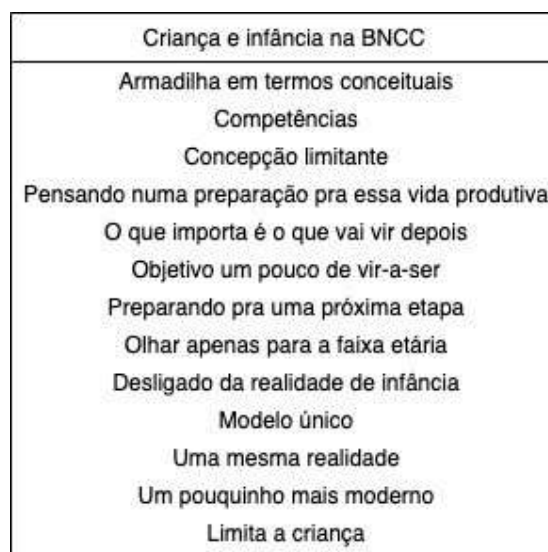 Criança e infância na BNCC
Armadilha em termos conceituais
Competências
Concepção limitante
Pensando numa preparação pra essa vida produtiva
O que importa é o que vai vir depois
Objetivo um pouco de vir-a-ser
Preparando pra uma próxima etapa
Olhar apenas para a faixa etária
Desligado da realidade de infância
Modelo único
Uma mesma realidade
Um pouquinho mais moderno
Limita a criança